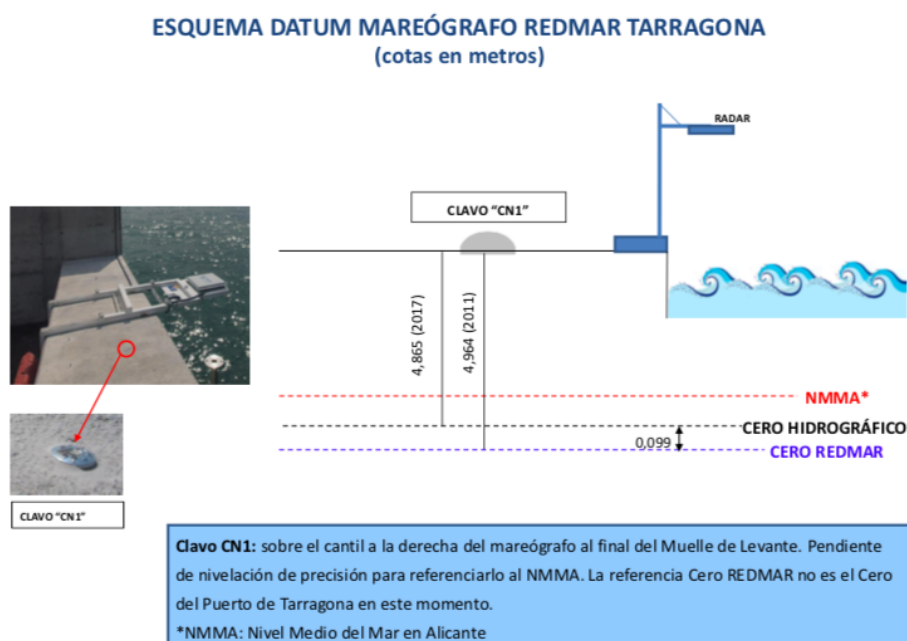 ESQUEMA DATUM MAREÓGRAFO REDMAR TARRAGONA
(cotas en metros)
RADAR
CLAVO “CN1”
4,865 (2017)
4,964 (2011)
NMMA*
CERO HIDROGRÁFICO
0,099
CERO REDMAR
CLAVO “CN1”
Clavo CN1: sobre el cantil a la derecha del mareógrafo al final del Muelle de Levante. Pendiente
de nivelación de precisión para referenciarlo al NMMA. La referencia Cero REDMAR no es el Cero
del Puerto de Tarragona en este momento.
*NMMA: Nivel Medio del Mar en Alicante